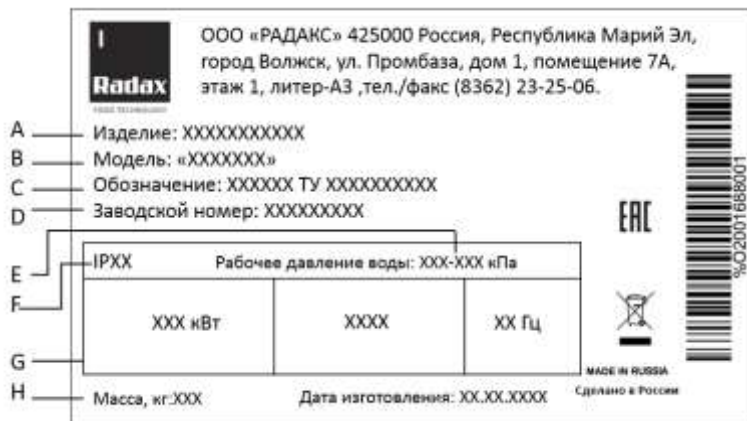 I
Radax
FOOD TECHNOLOGY
ООО «РАДАКС» 425000 Россия, Республика Марий Эл,
город Волжск, ул. Промбаза, дом 1, помещение 7А,
этаж 1, литер-А3 ,тел./факс (8362) 23-25-06.
A
Изделие: XXXXXXXXXXX
B
Модель: «XXXXXXX»
C
Обозначение: XXXXXX ТУ XXXXXXXXXX
D
Заводской номер: XXXXXXXXX
E
F
IPXX
Рабочее давление воды: XXX-XXX кПа
XXX кВт
XXXX
XX Гц
G
H
Масса, кг:XXX
Дата изготовления: XX.XX.XXXX
EAC
MADE IN RUSSIA
Сделано в России
%O2001688001